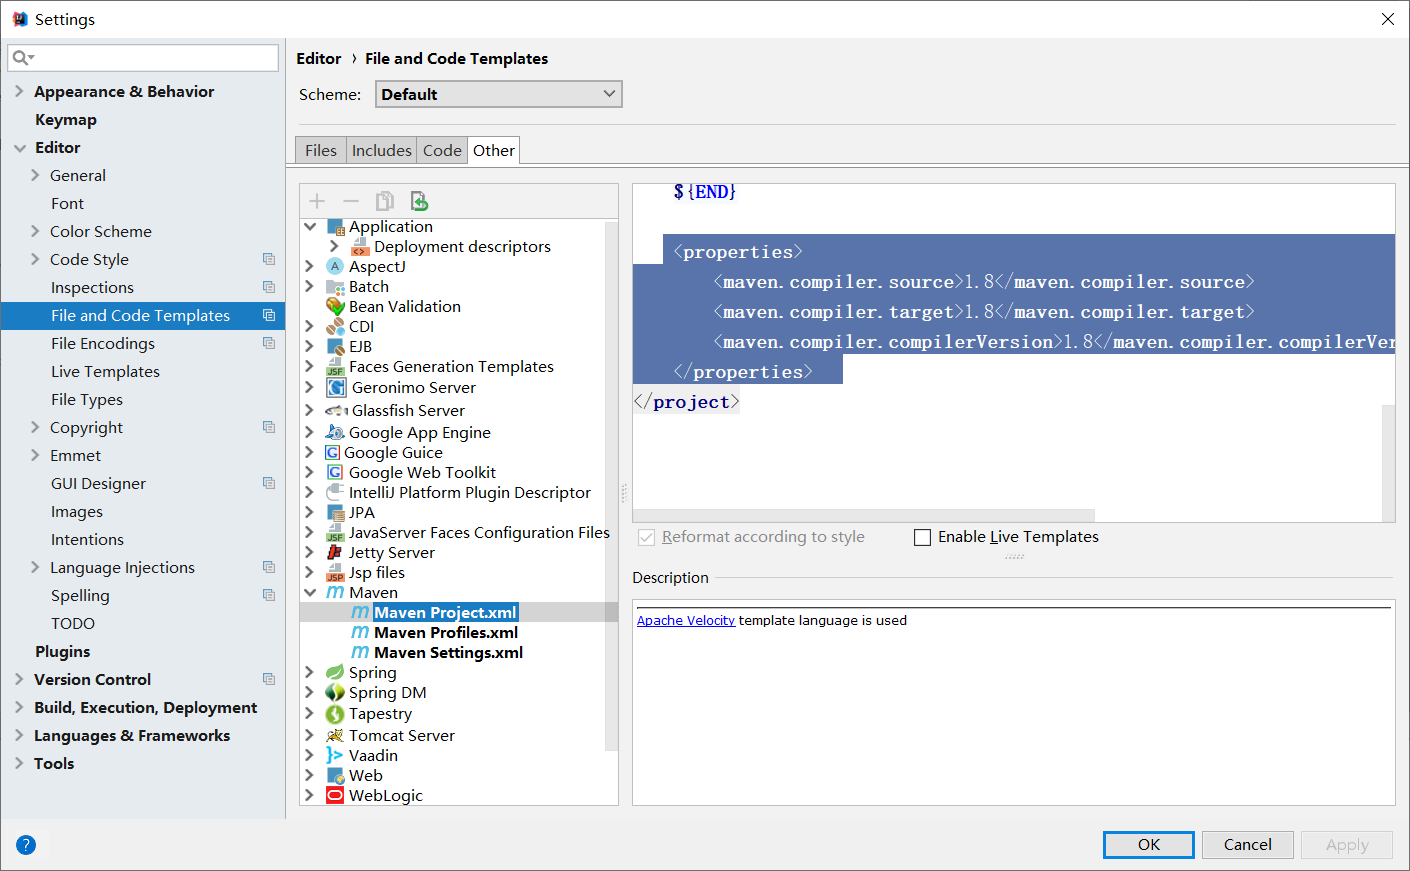 Settings
Appearance & Behavior
Keymap
Editor
General
Font
Color Scheme
Code Style
Inspections
File and Code Templates
File Encodings
Live Templates
File Types
Copyright
Emmet
GUI Designer
Images
Intentions
Language Injections
Spelling
TODO
Plugins
Version Control
Build, Execution, Deployment
Languages & Frameworks
Tools
Editor › File and Code Templates
Scheme: Default
Files Includes Code Other
Application
Deployment descriptors
AspectJ
Batch
Bean Validation
CDI
EJB
Faces Generation Templates
Geronimo Server
Glassfish Server
Google App Engine
Google Guice
Google Web Toolkit
IntelliJ Platform Plugin Descriptor
JPA
JavaServer Faces Configuration Files
Jetty Server
Jsp files
Maven
Maven Project.xml
Maven Profiles.xml
Maven Settings.xml
Spring
Spring DM
Tapestry
Tomcat Server
Vaadin
Web
WebLogic
${END}
<properties>
<maven.compiler.source>1.8</maven.compiler.source>
<maven.compiler.target>1.8</maven.compiler.target>
<maven.compiler.compilerVersion>1.8</maven.compiler.compilerVer
</properties>
</project>
Reformat according to style Enable Live Templates
Description
Apache Velocity template language is used
? OK Cancel Apply